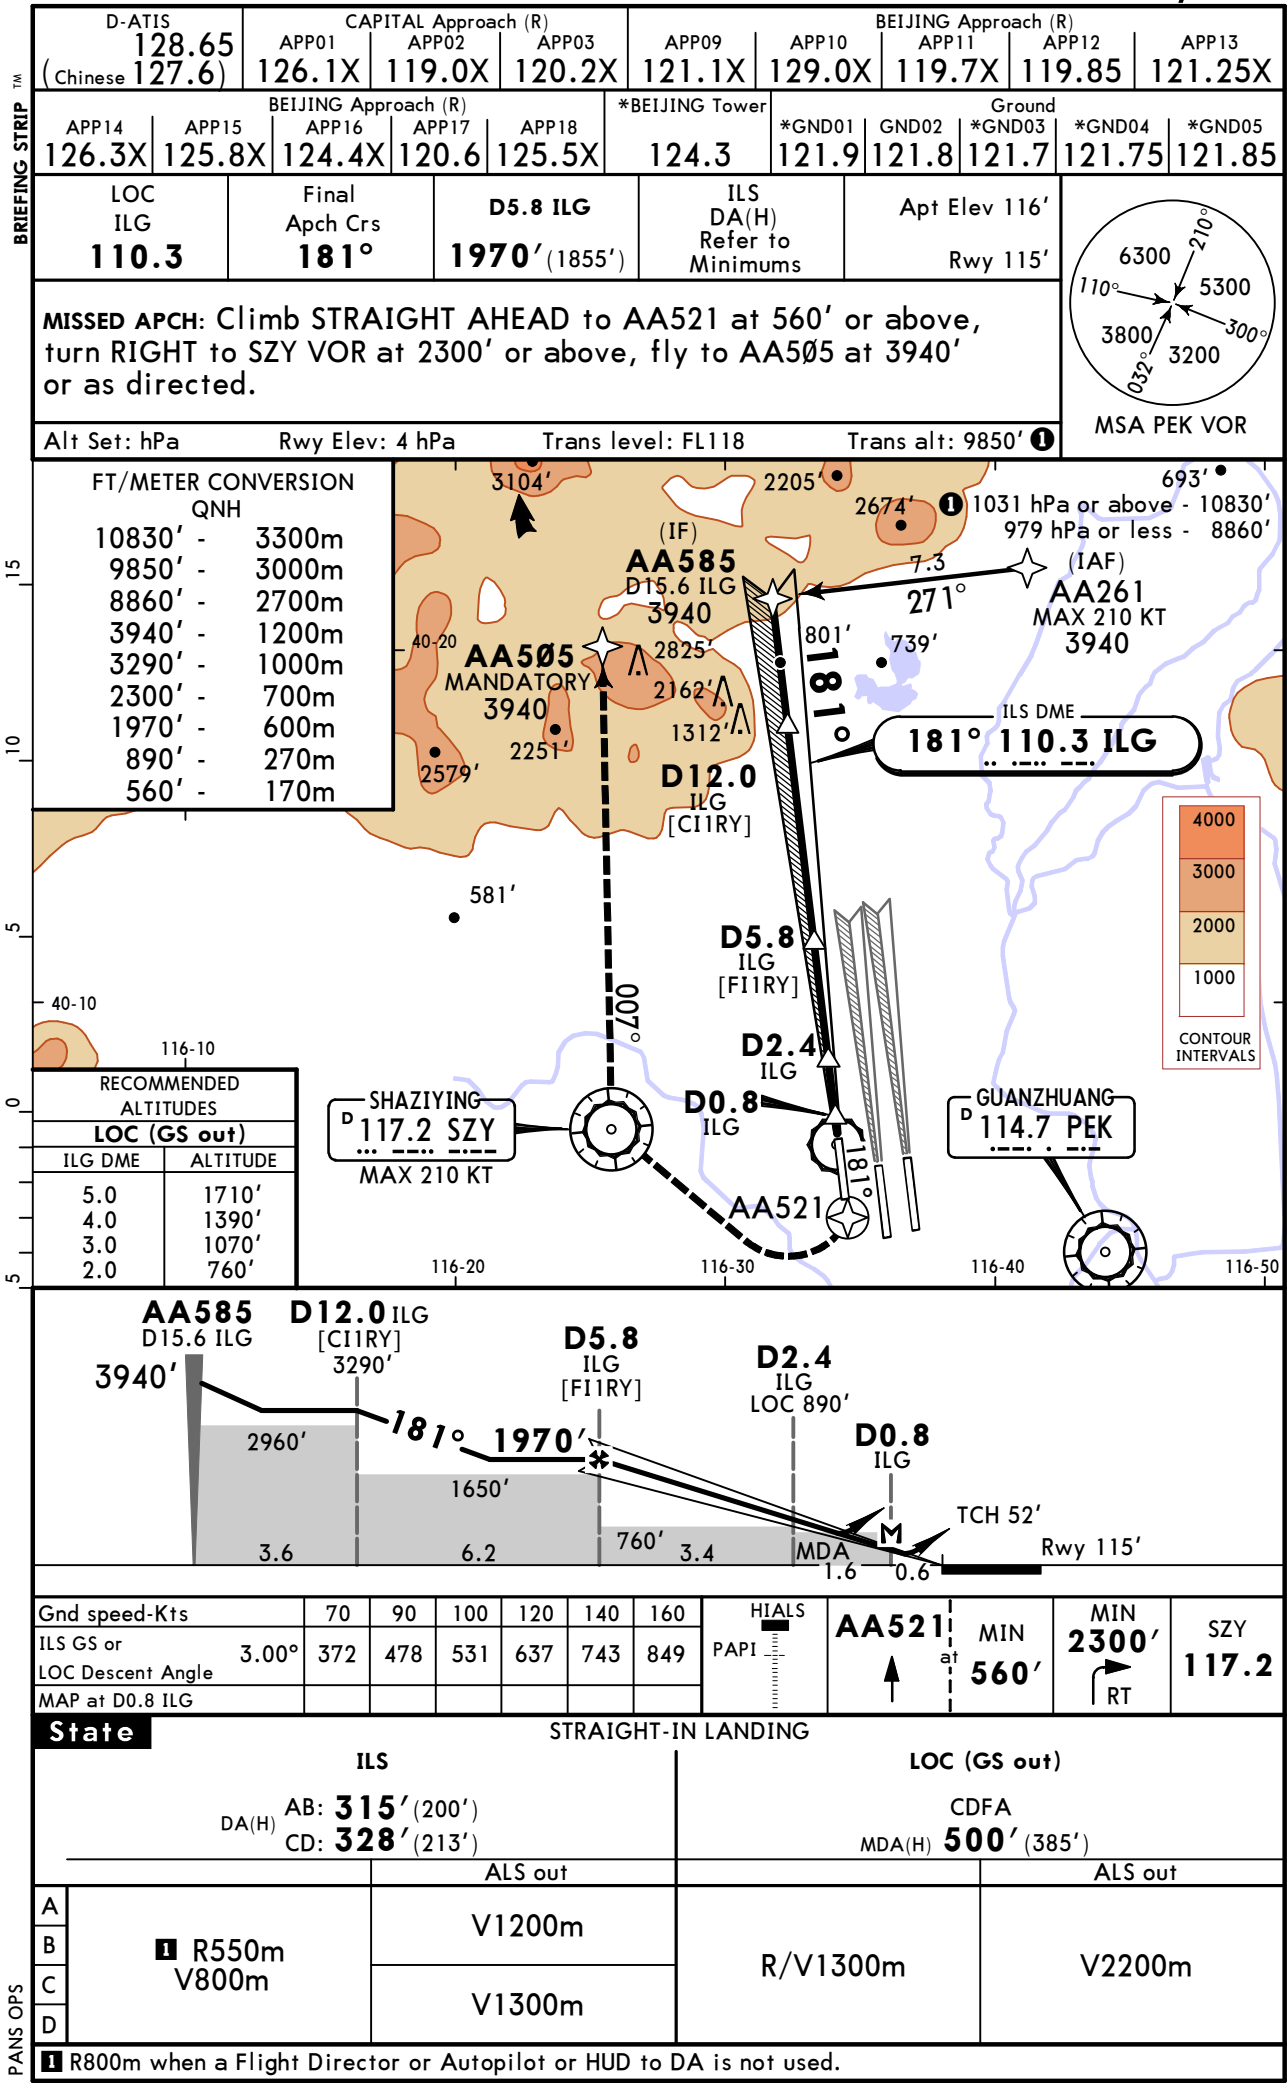 D-ATIS
128.65
(Chinese 127.6)
CAPITAL Approach (R)
APP01 APP02 APP03
126.1X 119.0X 120.2X
BEIJING Approach (R)
APP09 APP10 APP11 APP12 APP13
121.1X 129.0X 119.7X 119.85 121.25X
BEIJING Approach (R)
APP14 APP15 APP16 APP17 APP18
126.3X 125.8X 124.4X 120.6 125.5X
*BEIJING Tower
124.3
Ground
*GND01 GND02 *GND03 *GND04 *GND05
121.9 121.8 121.7 121.75 121.85
BRIEFING STRIP TM
LOC
ILG
110.3
Final
Apch Crs
181°
D5.8 ILG
1970′ (1855′)
ILS
DA(H)
Refer to
Minimums
Apt Elev 116′
Rwy 115′
MISSED APCH: Climb STRAIGHT AHEAD to AA521 at 560′ or above,
turn RIGHT to SZY VOR at 2300′ or above, fly to AA5Ø5 at 3940′
or as directed.
Alt Set: hPa Rwy Elev: 4 hPa Trans level: FL118 Trans alt: 9850′ 1
210°
6300
110°
5300
3800
300°
3200
032°
MSA PEK VOR
FT/METER CONVERSION
QNH
10830′ - 3300m
9850′ - 3000m
8860′ - 2700m
3940′ - 1200m
3290′ - 1000m
2300′ - 700m
1970′ - 600m
890′ - 270m
560′ - 170m
3104′
2205′
2674′
693′
1 1031 hPa or above - 10830′
979 hPa or less - 8860′
(IF)
AA585
D15.6 ILG
3940
7.3
271°
(IAF)
AA261
MAX 210 KT
3940
40-20
AA5Ø5
MANDATORY
3940
2825′
2162′
1312′
2251′
2579′
801′
739′
181°
ILS DME
181° 110.3 ILG
D12.0
ILG
[CI1RY]
4000
3000
2000
1000
CONTOUR
INTERVALS
581′
D5.8
ILG
[FI1RY]
007°
40-10
116-10
D2.4
ILG
D0.8
ILG
SHAZIYING
D 117.2 SZY
MAX 210 KT
GUANZHUANG
D 114.7 PEK
181°
AA521
15
10
5
0
5
RECOMMENDED
ALTITUDES
LOC (GS out)
ILG DME ALTITUDE
5.0 1710′
4.0 1390′
3.0 1070′
2.0 760′
116-20 116-30 116-40 116-50
AA585
D15.6 ILG
3940′
D12.0 ILG
[CI1RY]
3290′
D5.8
ILG
[FI1RY]
D2.4
ILG
LOC 890′
D0.8
ILG
181°
1970′
2960′
1650′
760′
MDA
M
TCH 52′
Rwy 115′
3.6 6.2 3.4 1.6 0.6
Gnd speed-Kts 70 90 100 120 140 160
ILS GS or
LOC Descent Angle 3.00° 372 478 531 637 743 849
MAP at D0.8 ILG
HIALS
PAPI
AA521
at
MIN
560′
MIN
2300′
RT
SZY
117.2
State
STRAIGHT-IN LANDING
ILS
DA(H)
AB: 315′ (200′)
CD: 328′ (213′)
LOC (GS out)
CDFA
MDA(H) 500′ (385′)
ALS out
ALS out
A
B
C
D
1 R550m
V800m
V1200m
V1300m
R/V1300m
V2200m
1 R800m when a Flight Director or Autopilot or HUD to DA is not used.
PANS OPS